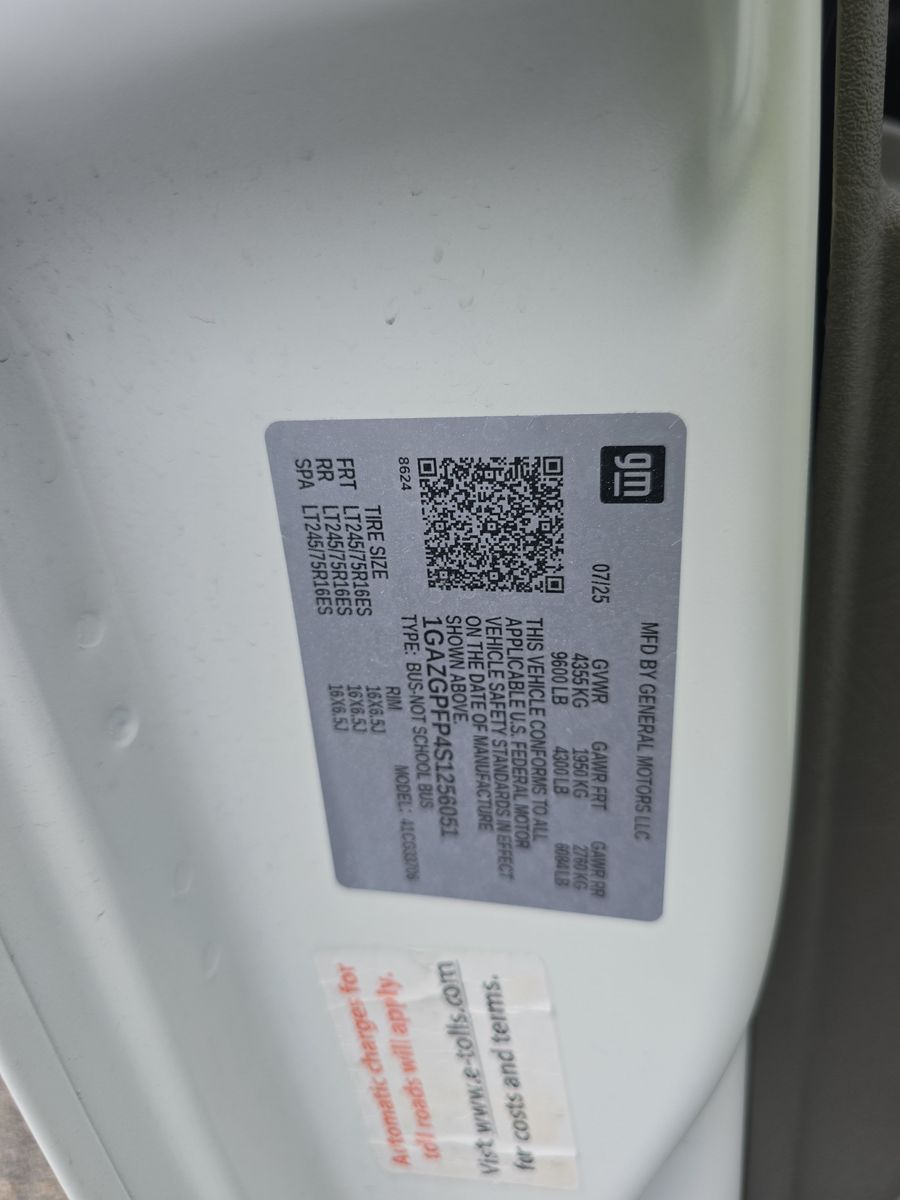 gm
MFD BY GENERAL MOTORS LLC
07/25 GVWR GAWR FRT GAWR RR
4355 KG 1950 KG 2760 KG
9600 LB 4300 LB 6084 LB
THIS VEHICLE CONFORMS TO ALL
APPLICABLE U.S. FEDERAL MOTOR
VEHICLE SAFETY STANDARDS IN EFFECT
ON THE DATE OF MANUFACTURE
SHOWN ABOVE.
1GAZGPFP4S1256051
8624 TYPE: BUS-NOT SCHOOL BUS
MODEL: 41CG33706
TIRE SIZE RIM
FRT LT245/75R16ES 16X6.5J
RR LT245/75R16ES 16X6.5J
SPA LT245/75R16ES 16X6.5J
Automatic charges for
toll roads will apply.
Visit www.e-tolls.com
for costs and terms.